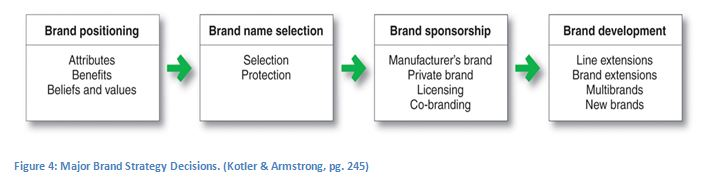 Brand positioning
Attributes
Benefits
Beliefs and values
Brand name selection
Selection
Protection
Brand sponsorship
Manufacturer's brand
Private brand
Licensing
Co-branding
Brand development
Line extensions
Brand extensions
Multibrands
New brands
Figure 4: Major Brand Strategy Decisions. (Kotler & Armstrong, pg. 245)